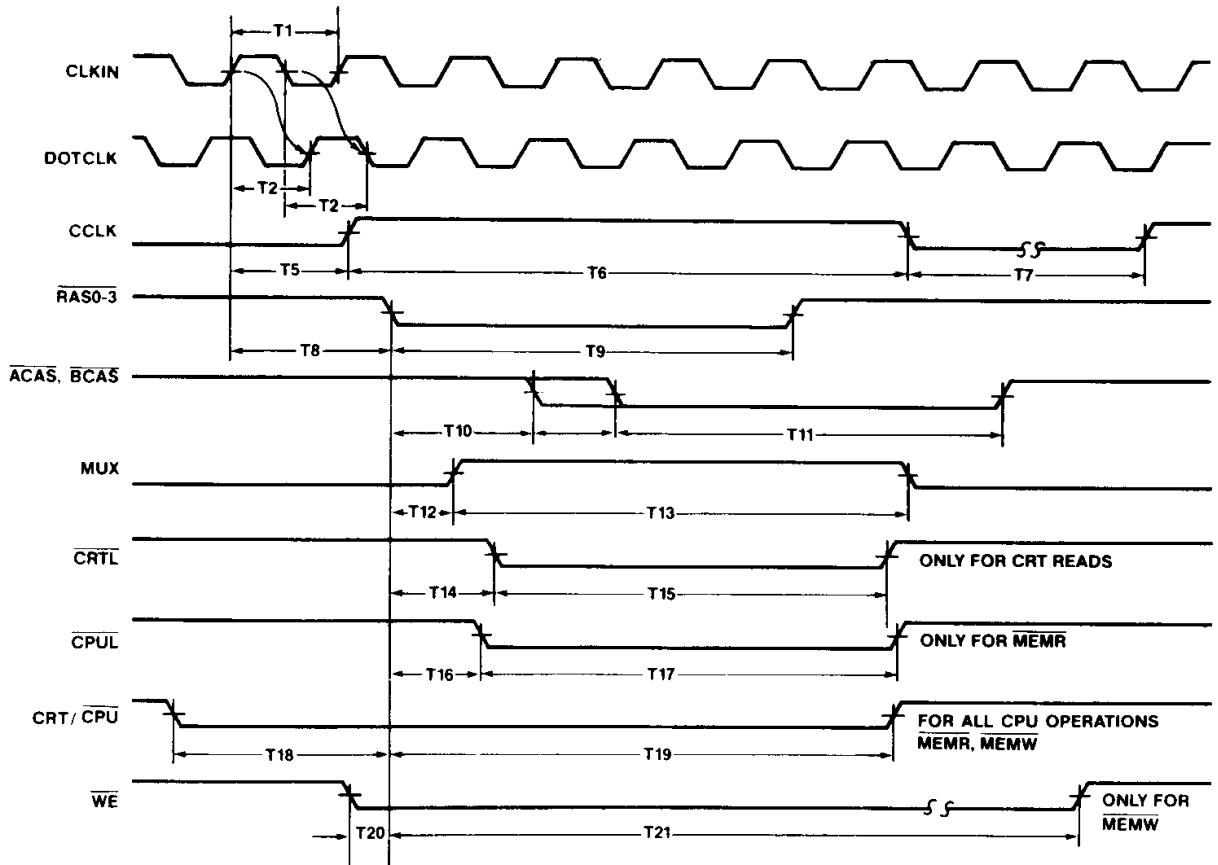 T1
CLKIN
DOTCLK
T2
T2
CCLK
T5
T6
T7
RAS0-3
T8
T9
ACAS, BCAS
T10
T11
MUX
T12
T13
CRTL
ONLY FOR CRT READS
T14
T15
CPUL
ONLY FOR MEMR
T16
T17
CRT/CPU
FOR ALL CPU OPERATIONS
MEMR, MEMW
T18
T19
WE
ONLY FOR
MEMW
T20
T21